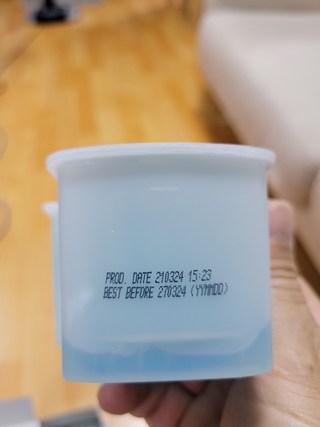 PROD. DATE 210324 15:23
BEST BEFORE 270324 (YYMMDD)